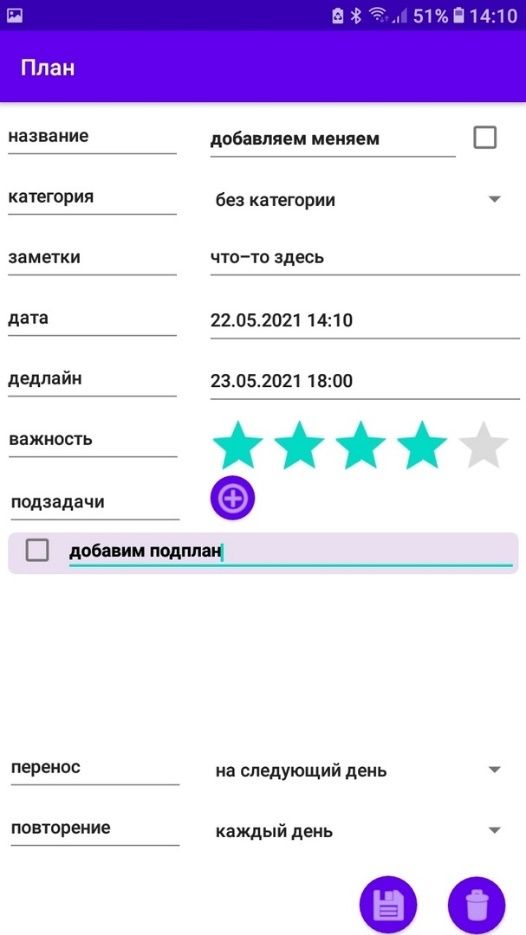 51% 14:10
План
название добавляем меняем
категория без категории
заметки что-то здесь
дата 22.05.2021 14:10
дедлайн 23.05.2021 18:00
важность
подзадачи
добавим подплан
перенос на следующий день
повторение каждый день